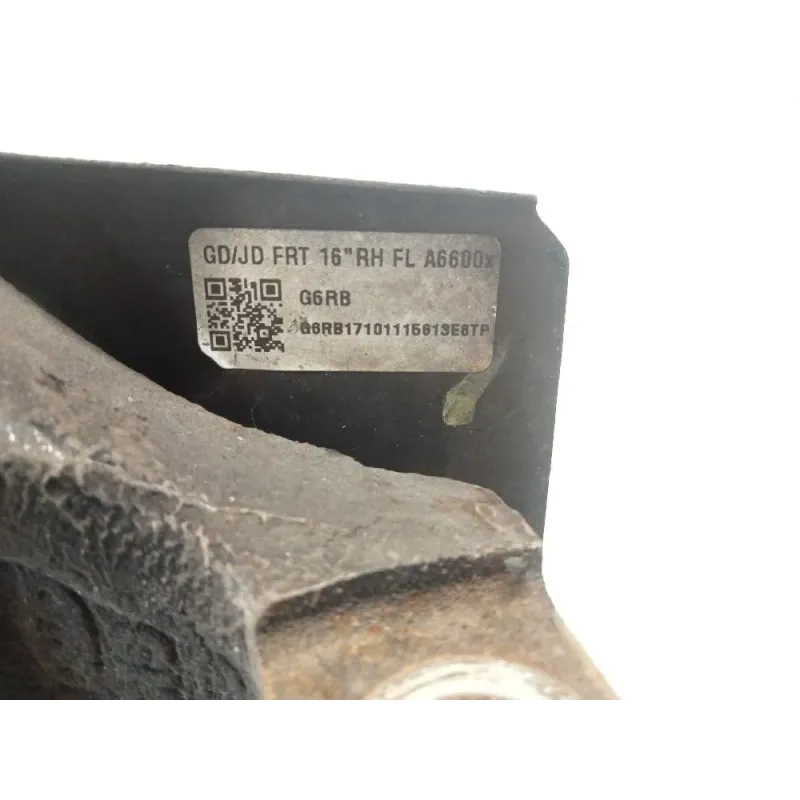 GD/JD FRT 16"RH FL A6600x
G6RB
G6RB17101115613E8TP